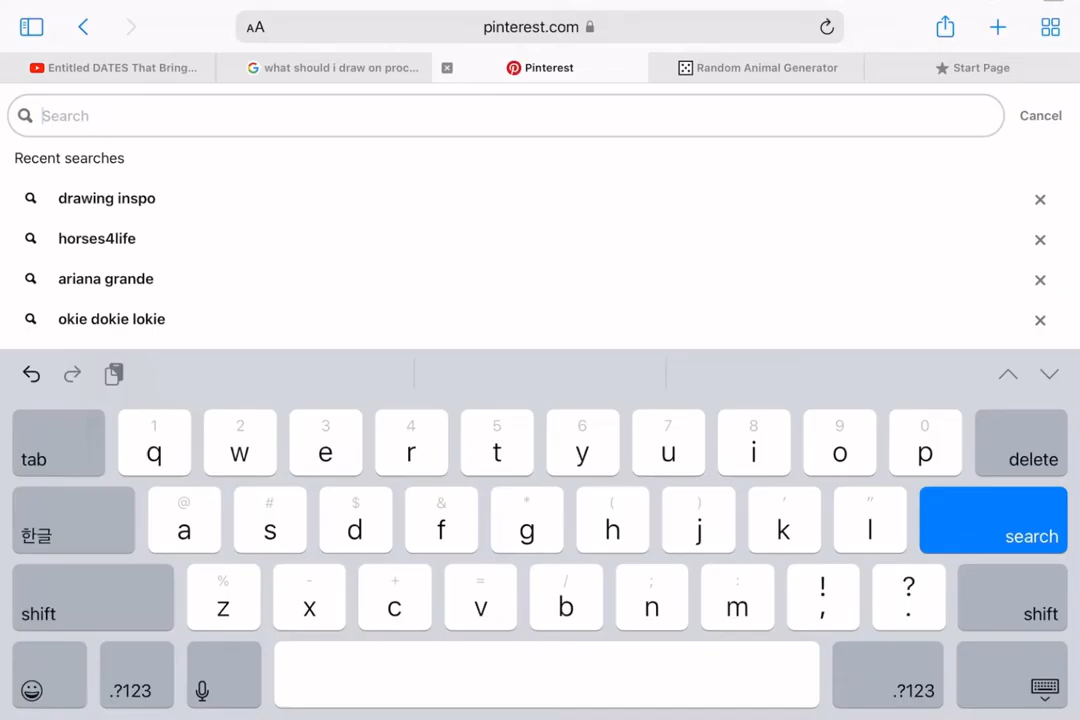 AA pinterest.com
Entitled DATES That Bring... what should i draw on proc... Pinterest Random Animal Generator Start Page
Search Cancel
Recent searches
drawing inspo
horses4life
ariana grande
okie dokie lokie
1 2 3 4 5 6 7 8 9 0
tab q w e r t y u i o p delete
@ # $ & * ( ) ' "
한글 a s d f g h j k l search
% - + = / ; : ! ?
shift z x c v b n m , . shift
.?123 .?123